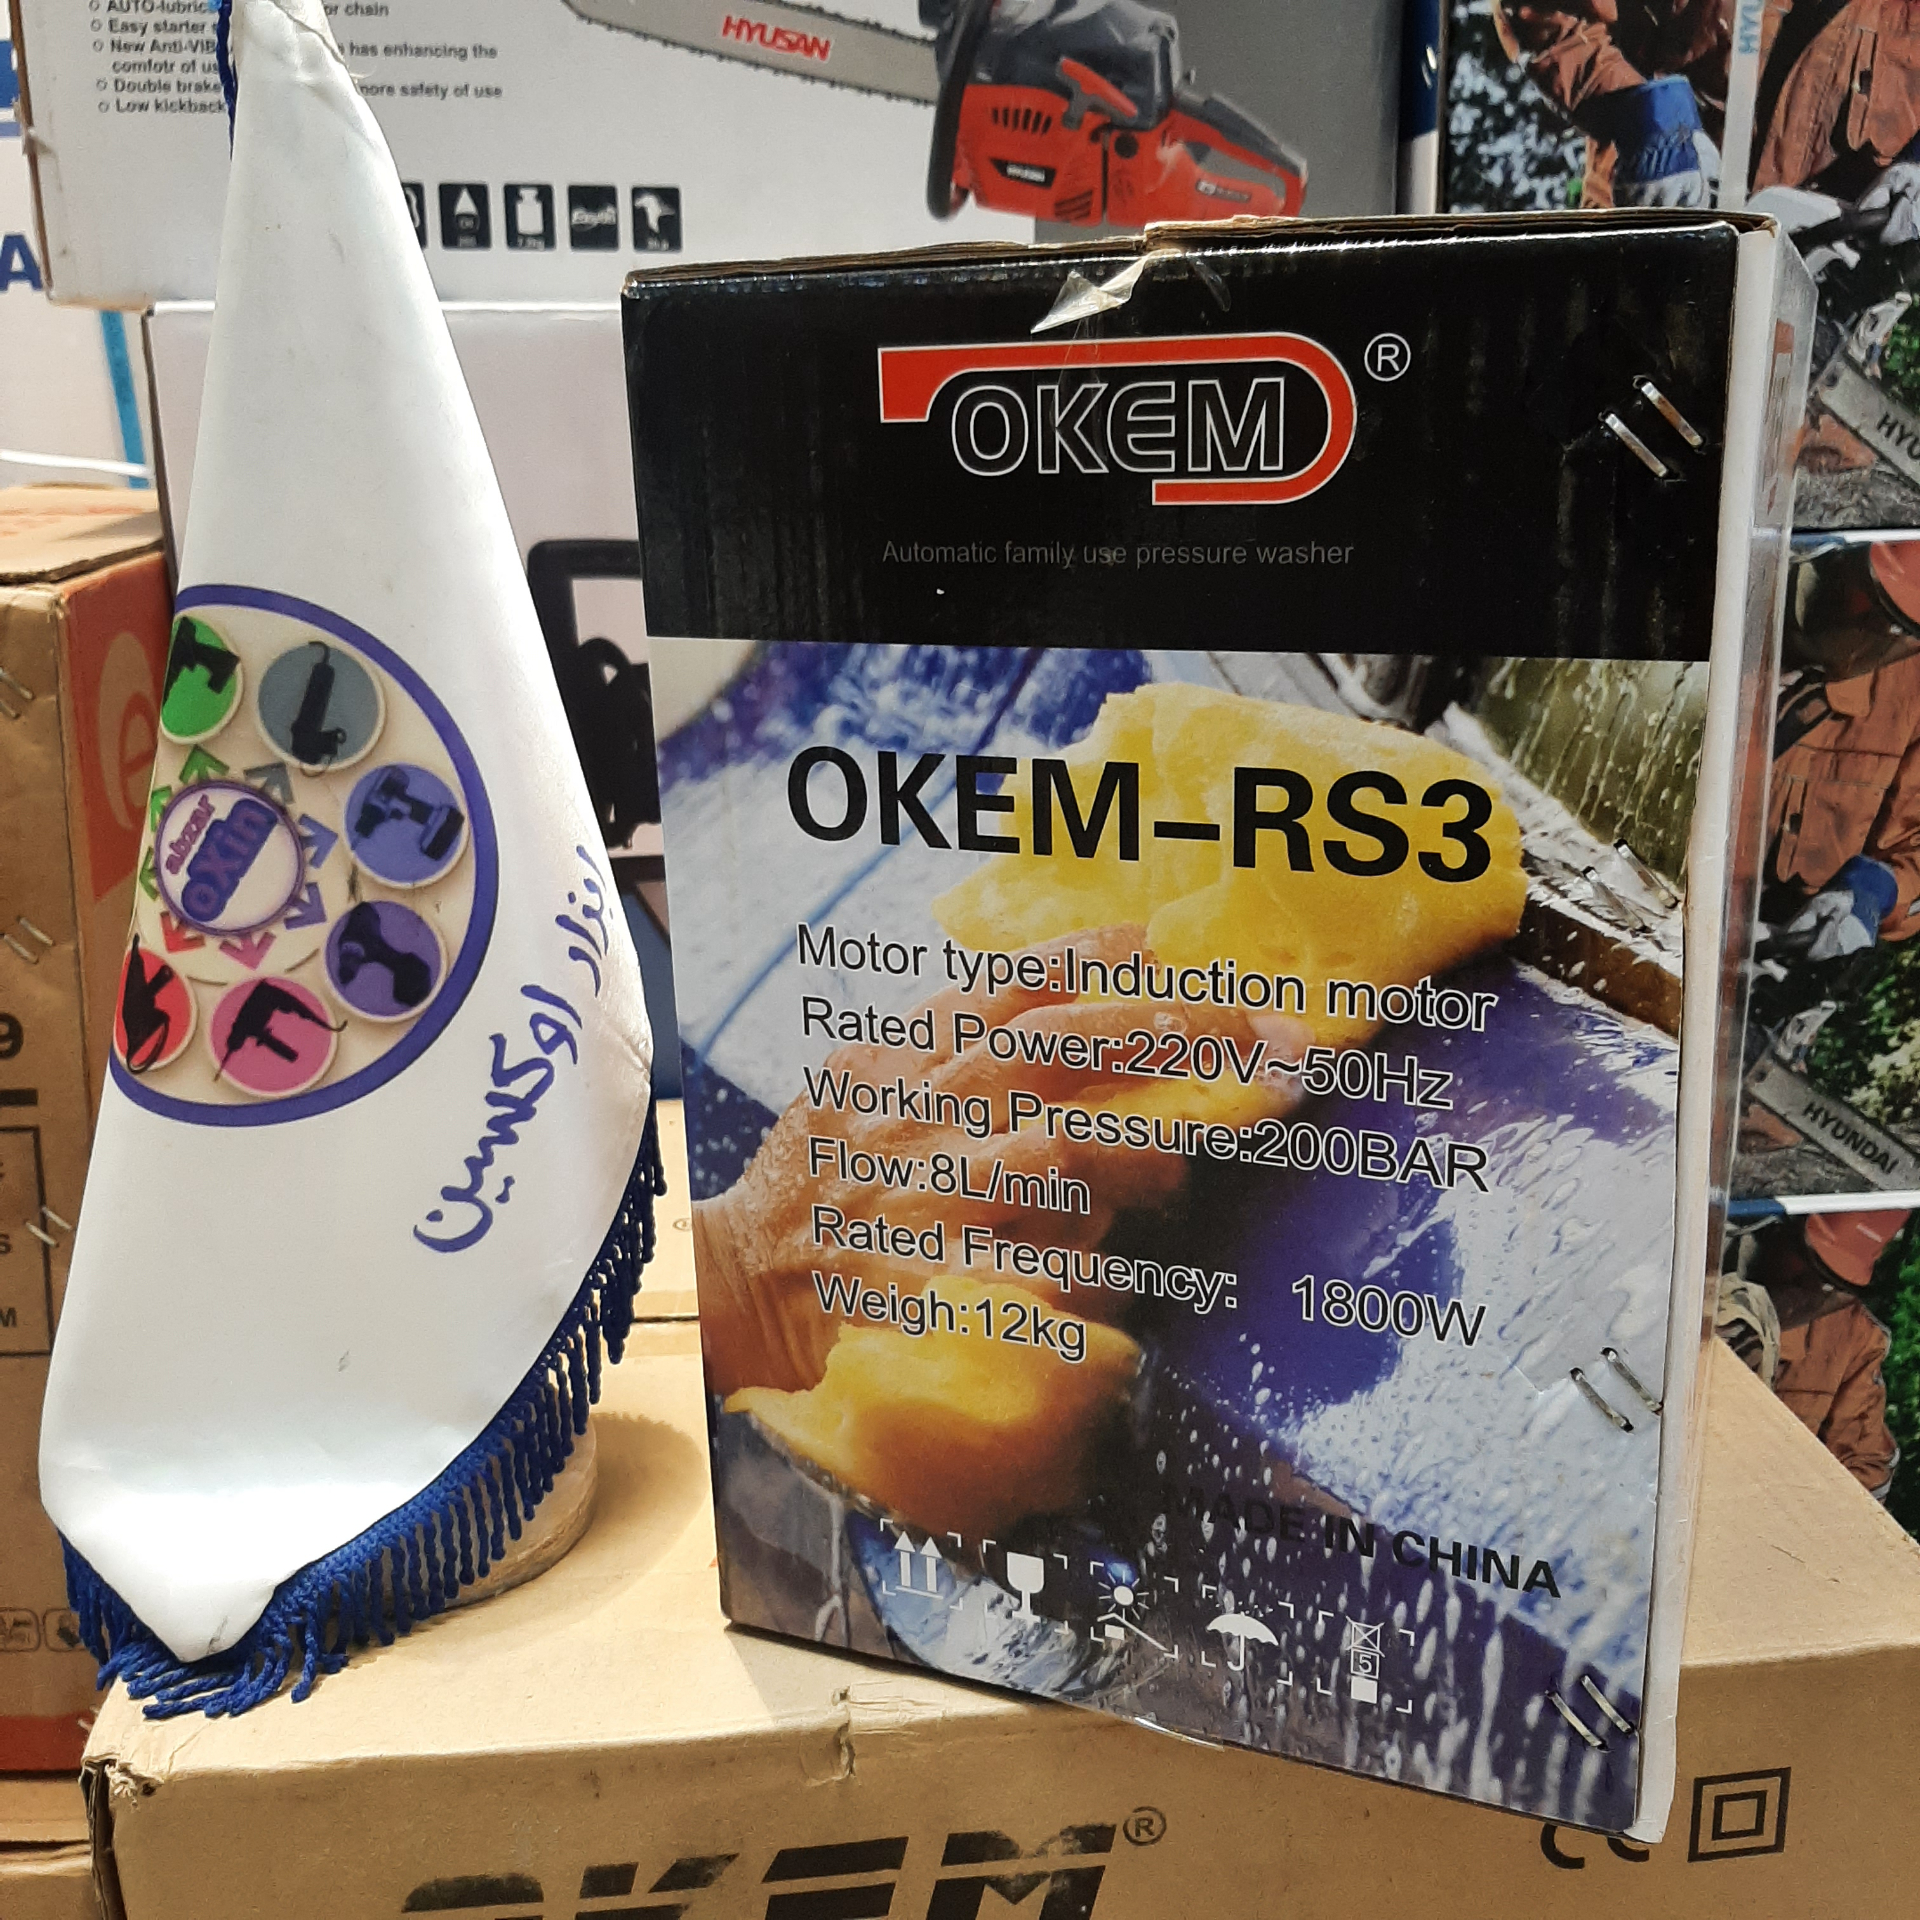 AUTO-lubric
or chain
Easy starter
New Anti-VIB
has enhancing the
comfotr of us
Double brake
more safety of use
Low kickback
HYUSAN
OKEM®
Automatic family use pressure washer
OKEM-RS3
Motor type:Induction motor
Rated Power:220V~50Hz
Working Pressure:200BAR
Flow:8L/min
Rated Frequency: 1800W
Weigh:12kg
MADE IN CHINA
5
abzar
oxin
ابزار اوکسین
HYUNDAI
OKEM®
CE